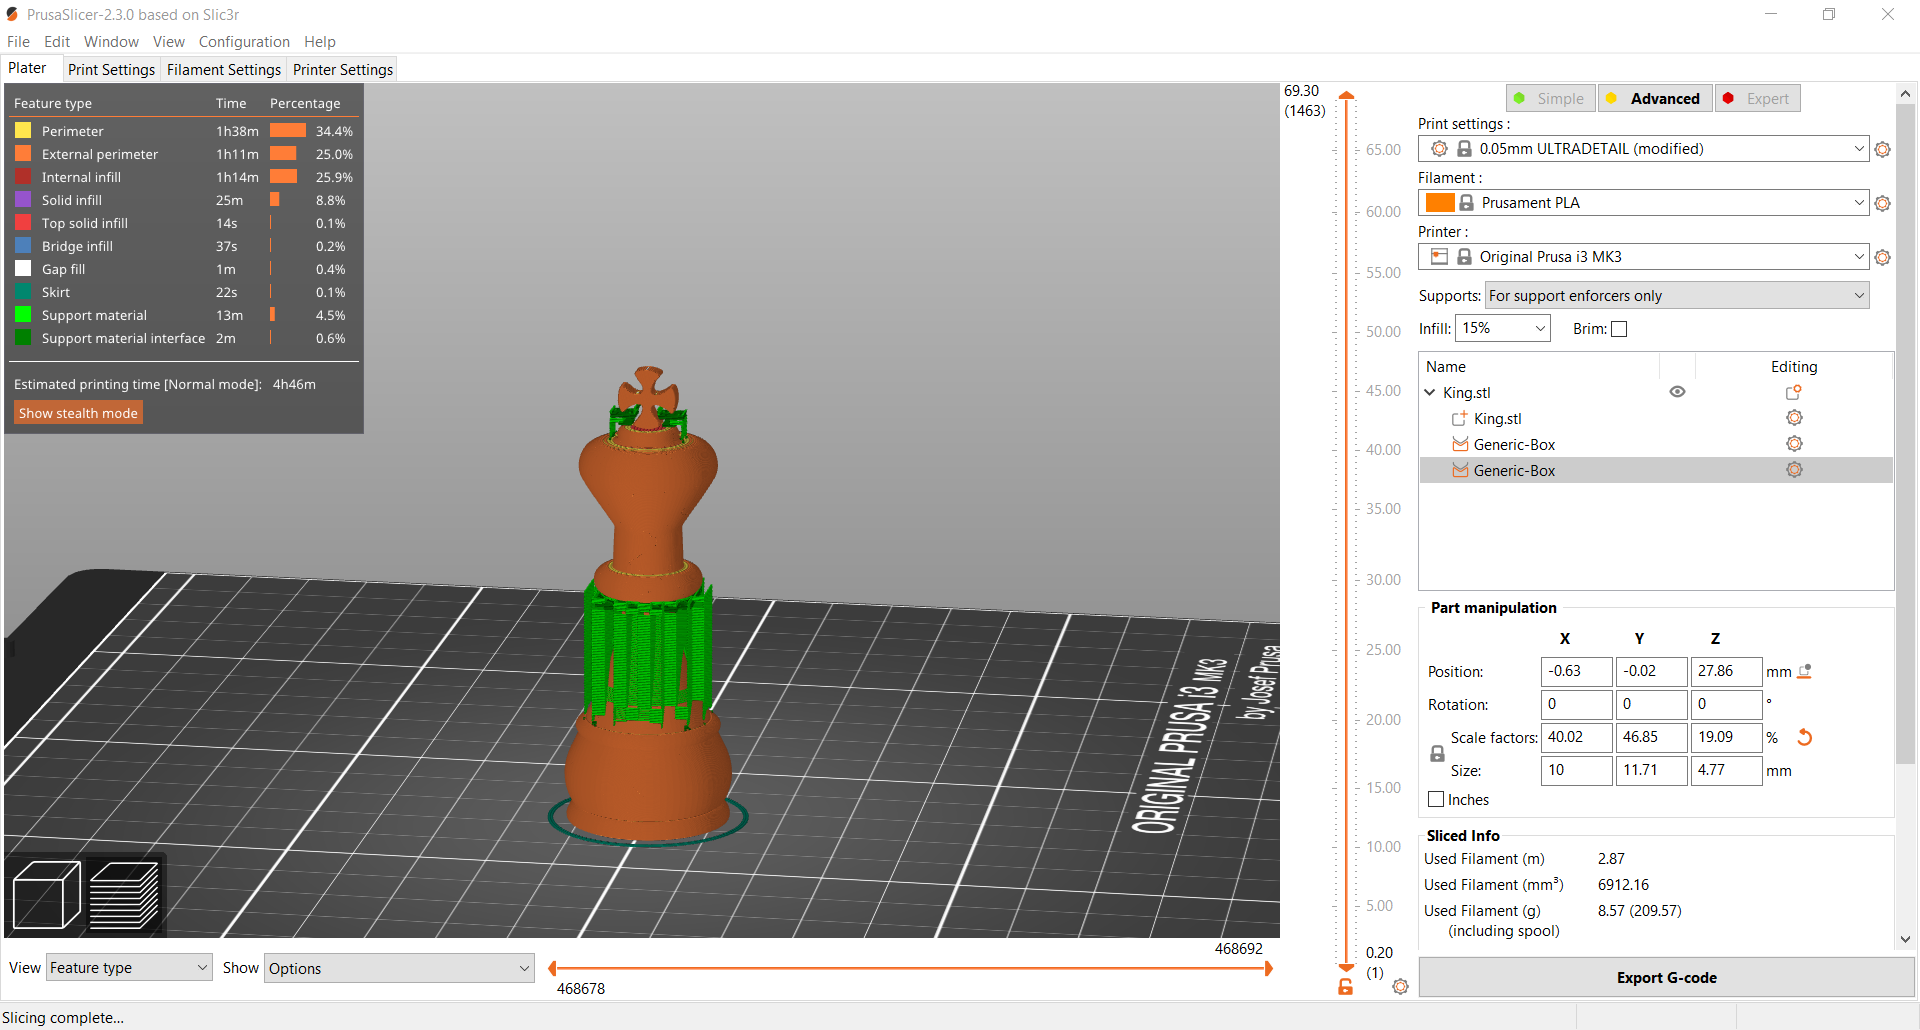 PrusaSlicer-2.3.0 based on Slic3r
File Edit Window View Configuration Help
Plater Print Settings Filament Settings Printer Settings
Feature type Time Percentage
Perimeter 1h38m 34.4%
External perimeter 1h11m 25.0%
Internal infill 1h14m 25.9%
Solid infill 25m 8.8%
Top solid infill 14s 0.1%
Bridge infill 37s 0.2%
Gap fill 1m 0.4%
Skirt 22s 0.1%
Support material 13m 4.5%
Support material interface 2m 0.6%
Estimated printing time [Normal mode]: 4h46m
Show stealth mode
ORIGINAL PRUSA i3 MK3
by Josef Prusa
69.30
(1463)
65.00
60.00
55.00
50.00
45.00
40.00
35.00
30.00
25.00
20.00
15.00
10.00
5.00
0.20
(1)
Simple Advanced Expert
Print settings :
0.05mm ULTRADETAIL (modified)
Filament :
Prusament PLA
Printer :
Original Prusa i3 MK3
Supports: For support enforcers only
Infill: 15% Brim:
Name Editing
King.stl
King.stl
Generic-Box
Generic-Box
Part manipulation
X Y Z
Position: -0.63 -0.02 27.86 mm
Rotation: 0 0 0 °
Scale factors: 40.02 46.85 19.09 %
Size: 10 11.71 4.77 mm
Inches
Sliced Info
Used Filament (m) 2.87
Used Filament (mm³) 6912.16
Used Filament (g) 8.57 (209.57)
(including spool)
Export G-code
View Feature type Show Options
468692
468678
Slicing complete...